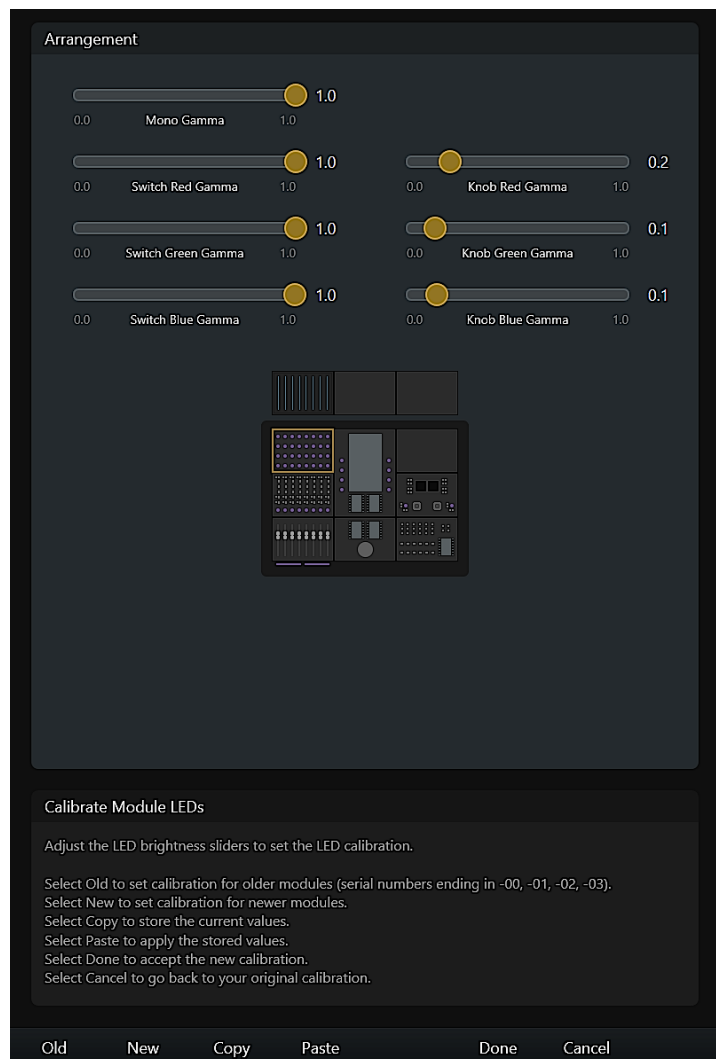 Arrangement
1.0
0.0 Mono Gamma 1.0
1.0 0.2
0.0 Switch Red Gamma 1.0 0.0 Knob Red Gamma 1.0
1.0 0.1
0.0 Switch Green Gamma 1.0 0.0 Knob Green Gamma 1.0
1.0 0.1
0.0 Switch Blue Gamma 1.0 0.0 Knob Blue Gamma 1.0
Calibrate Module LEDs
Adjust the LED brightness sliders to set the LED calibration.
Select Old to set calibration for older modules (serial numbers ending in -00, -01, -02, -03).
Select New to set calibration for newer modules.
Select Copy to store the current values.
Select Paste to apply the stored values.
Select Done to accept the new calibration.
Select Cancel to go back to your original calibration.
Old New Copy Paste Done Cancel